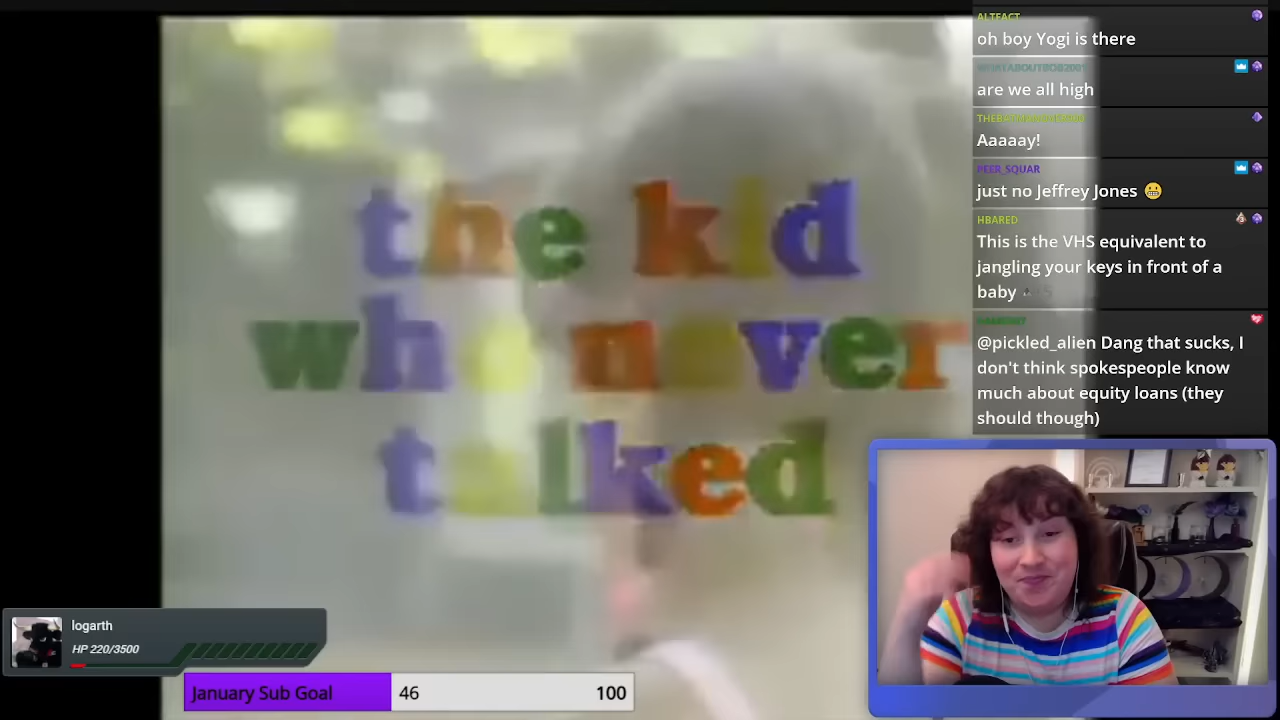 the kid
who never
talked
ALTFACT
oh boy Yogi is there
are we all high
Aaaaay!
PEER_SQUAR
just no Jeffrey Jones
HBARED
This is the VHS equivalent to
jangling your keys in front of a
baby
@pickled_alien Dang that sucks, I
don't think spokespeople know
much about equity loans (they
should though)
logarth
HP 220/3500
January Sub Goal 46 100